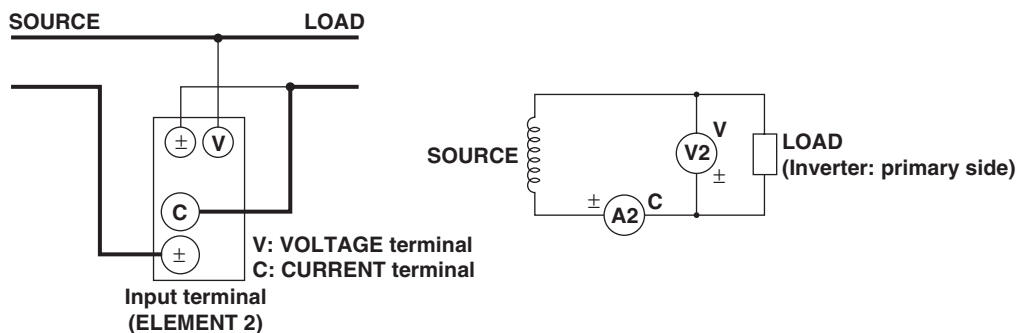 SOURCE LOAD
± V
C
±
V: VOLTAGE terminal
C: CURRENT terminal
Input terminal
(ELEMENT 2)
SOURCE
V
V2
±
± A2 C
LOAD
(Inverter: primary side)